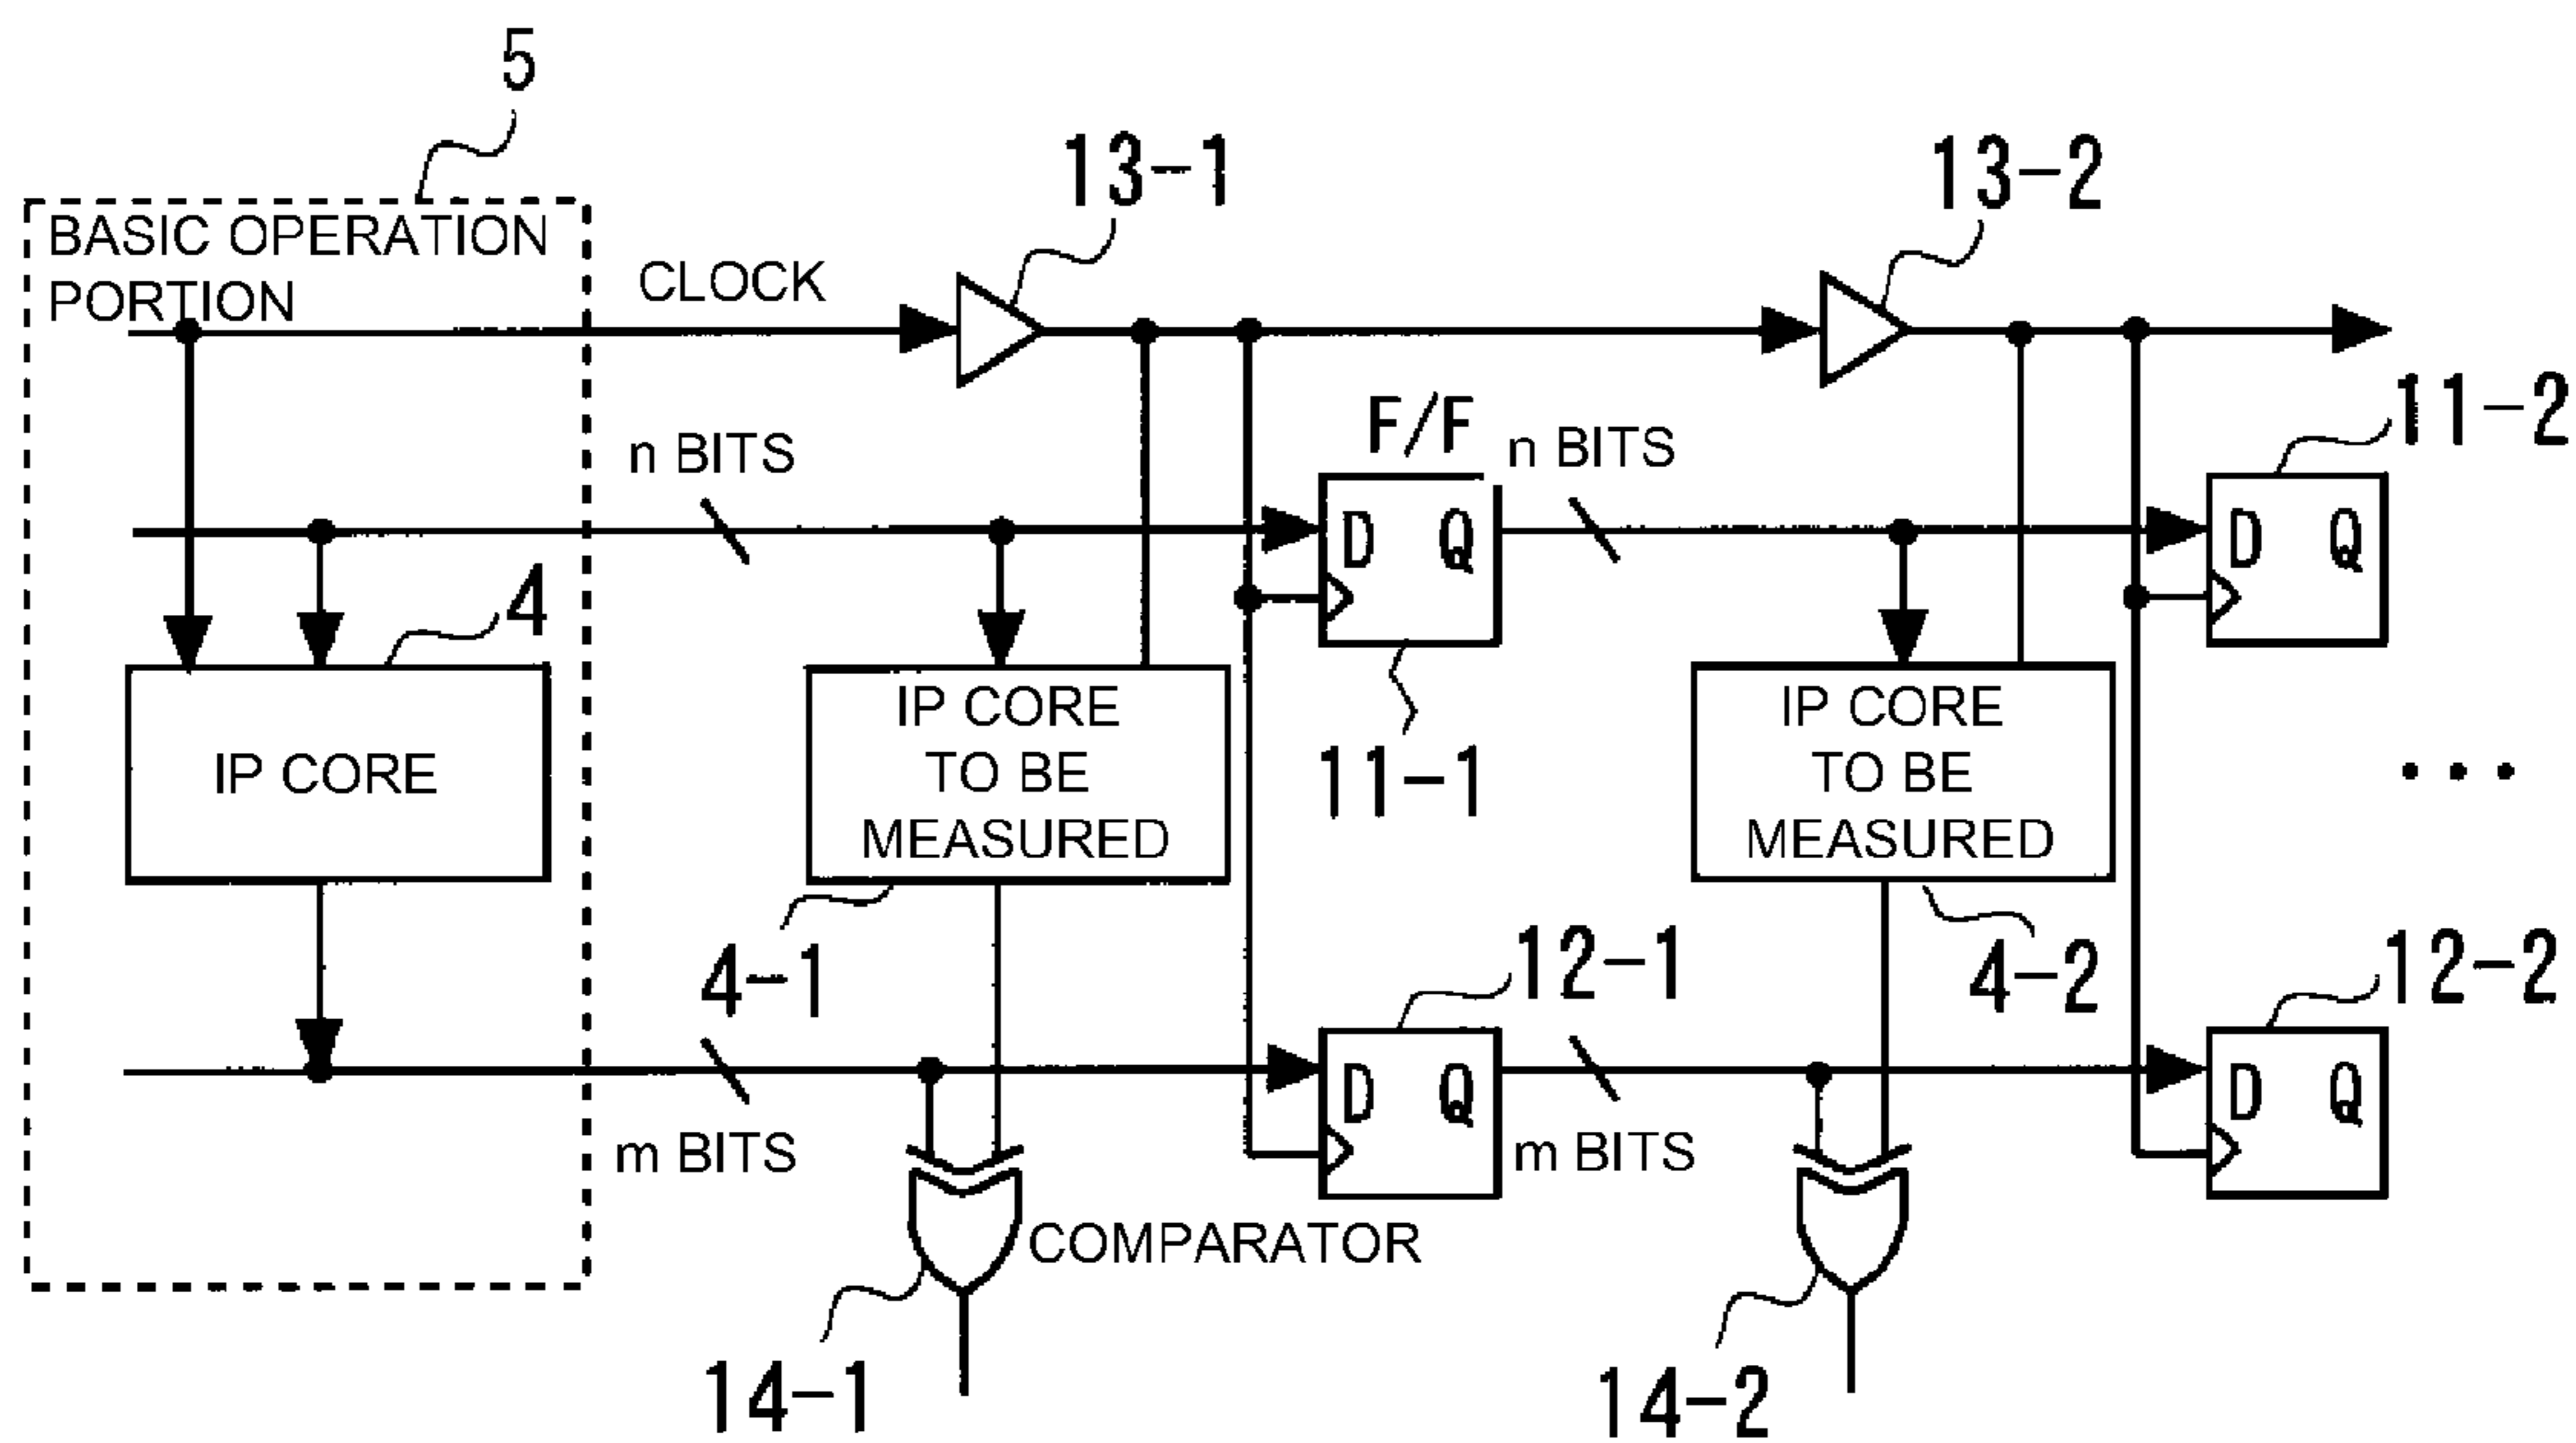 5
13-1
13-2
BASIC OPERATION
PORTION
CLOCK
11-2
F/F
n BITS
n BITS
D Q
D Q
4
IP CORE
IP CORE
TO BE
MEASURED
IP CORE
TO BE
MEASURED
11-1
...
4-1
12-1
4-2
12-2
D Q
D Q
m BITS
m BITS
COMPARATOR
14-1
14-2